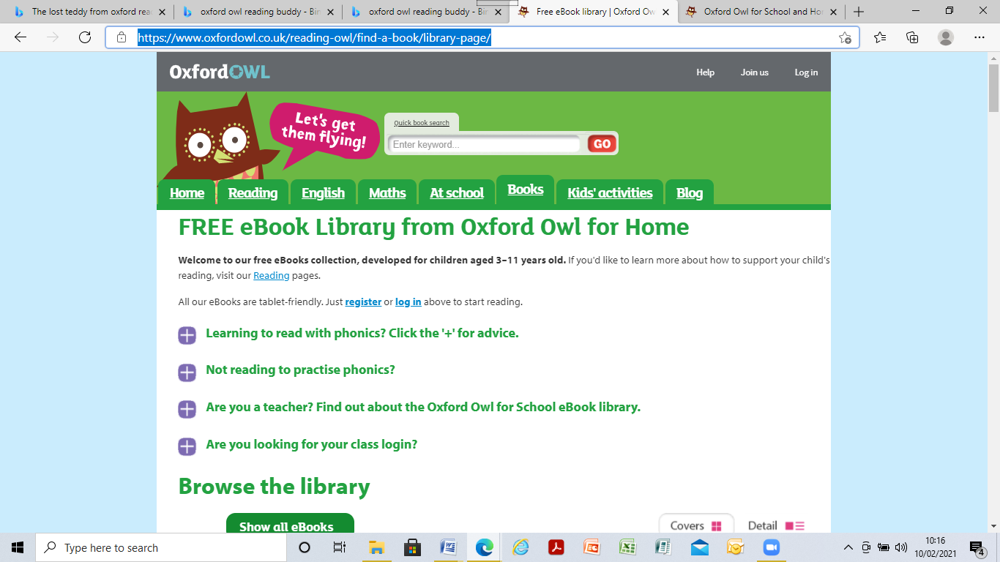 The lost teddy from oxford rea
oxford owl reading buddy - Bin
oxford owl reading buddy - Bin
Free eBook library | Oxford Ow
Oxford Owl for School and Ho
https://www.oxfordowl.co.uk/reading-owl/find-a-book/library-page/
OxfordOWL
Help
Join us
Log in
Let's get
them flying!
Quick book search
Enter keyword...
GO
Home
Reading
English
Maths
At school
Books
Kids' activities
Blog
FREE eBook Library from Oxford Owl for Home
Welcome to our free eBooks collection, developed for children aged 3–11 years old. If you'd like to learn more about how to support your child's
reading, visit our Reading pages.
All our eBooks are tablet-friendly. Just register or log in above to start reading.
Learning to read with phonics? Click the '+' for advice.
Not reading to practise phonics?
Are you a teacher? Find out about the Oxford Owl for School eBook library.
Are you looking for your class login?
Browse the library
Show all eBooks
Covers
Detail
Type here to search
10:16
10/02/2021
4